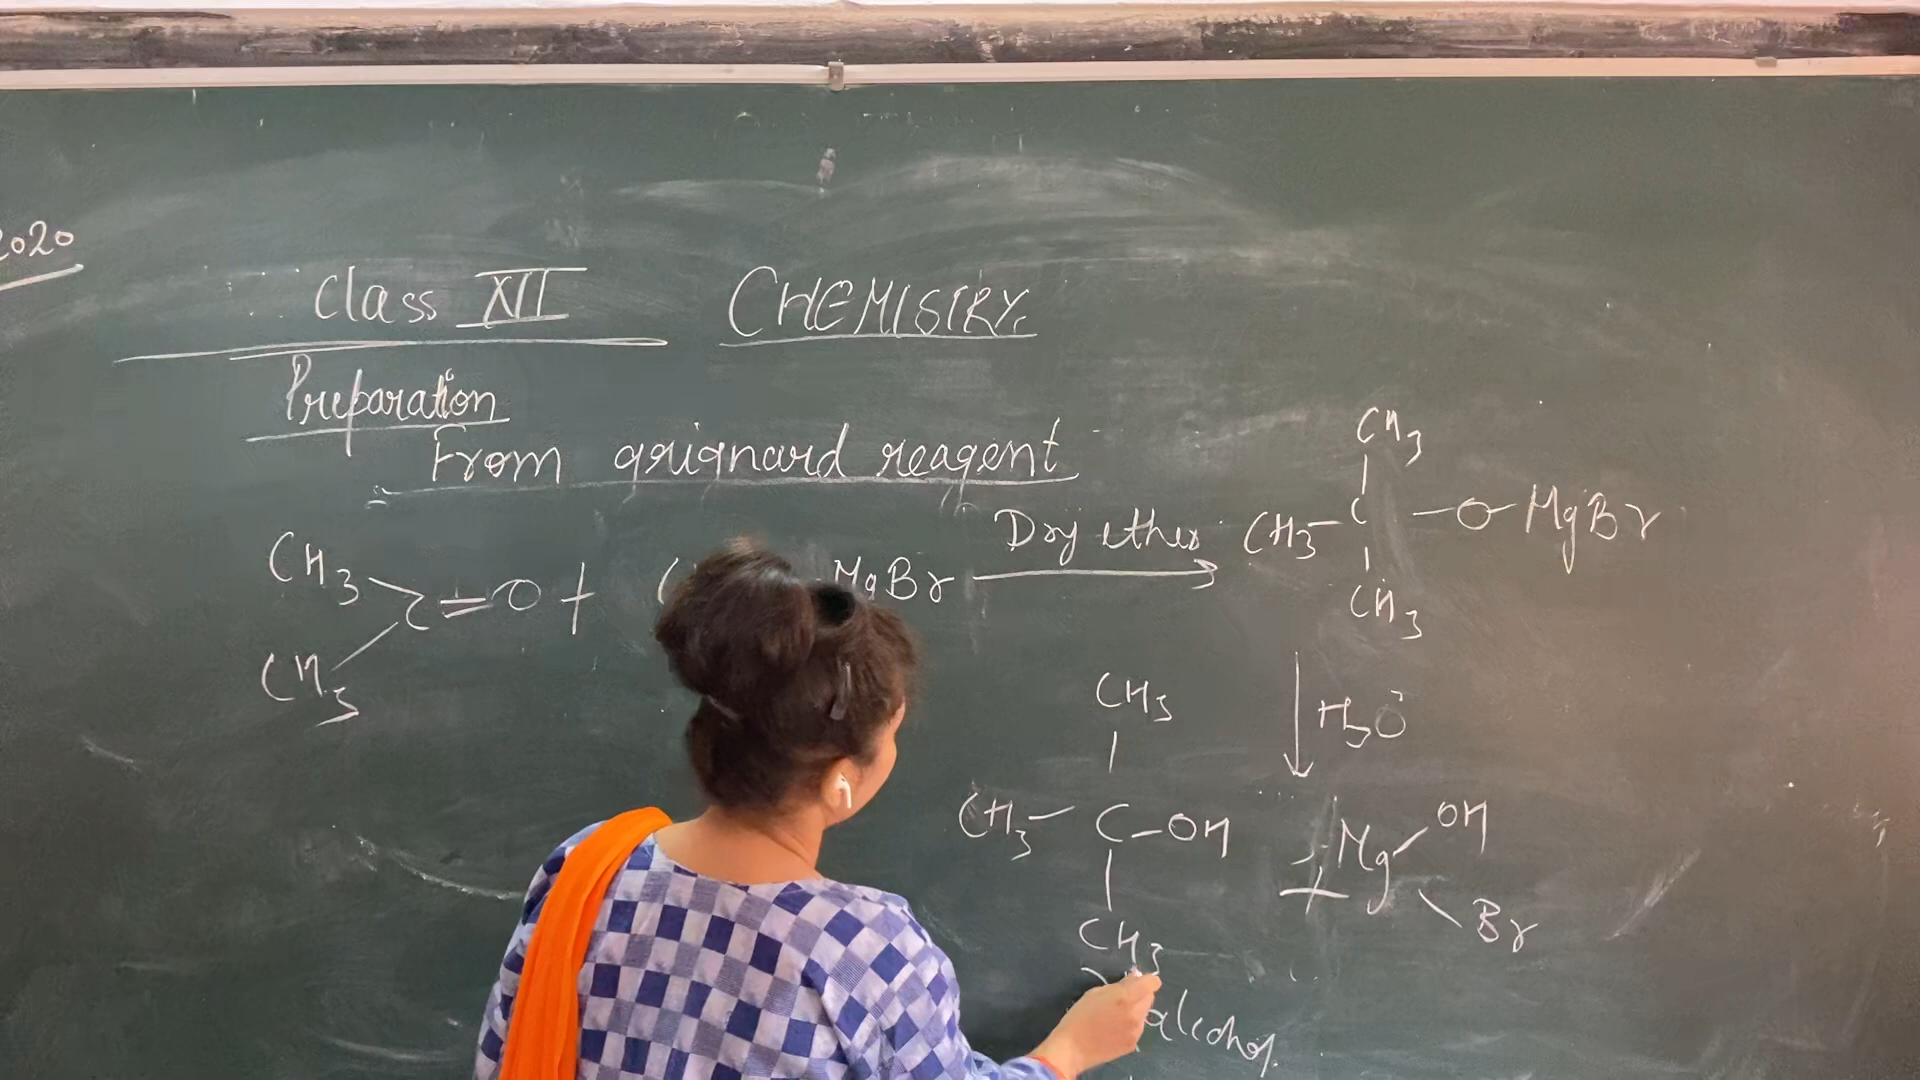 2020
Class XII CHEMISTRY
Preparation
From grignard reagent
CH3
C=O + MgBr
CH3
Dry ether
CH3
CH3-C-O-MgBr
CH3
H3O
CH3
CH3-C-OH
CH3
+ Mg
OH
Br
alcohol